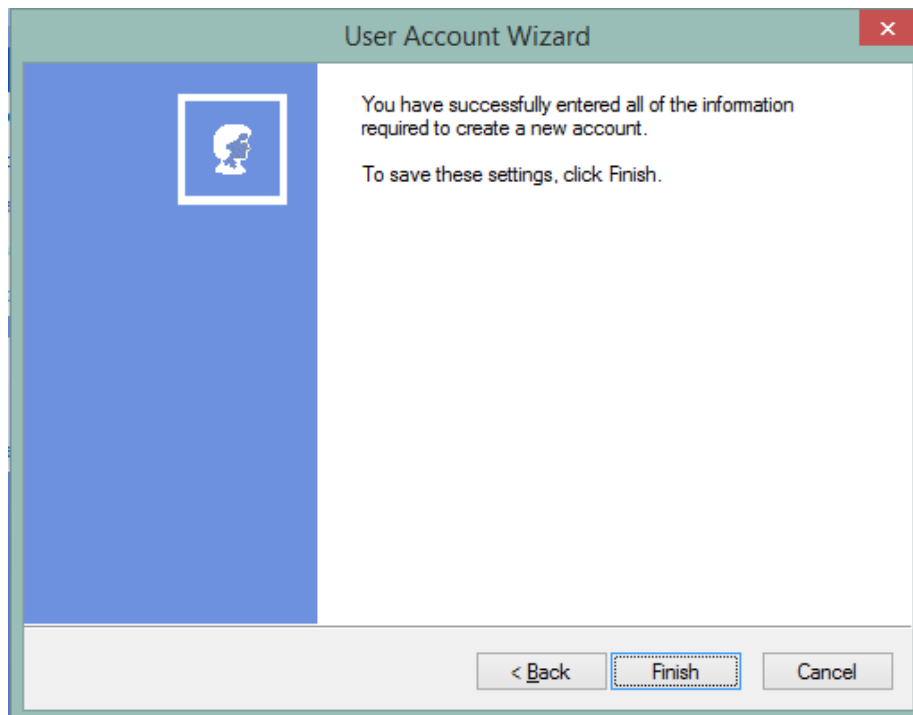 User Account Wizard
You have successfully entered all of the information
required to create a new account.
To save these settings, click Finish.
< Back
Finish
Cancel